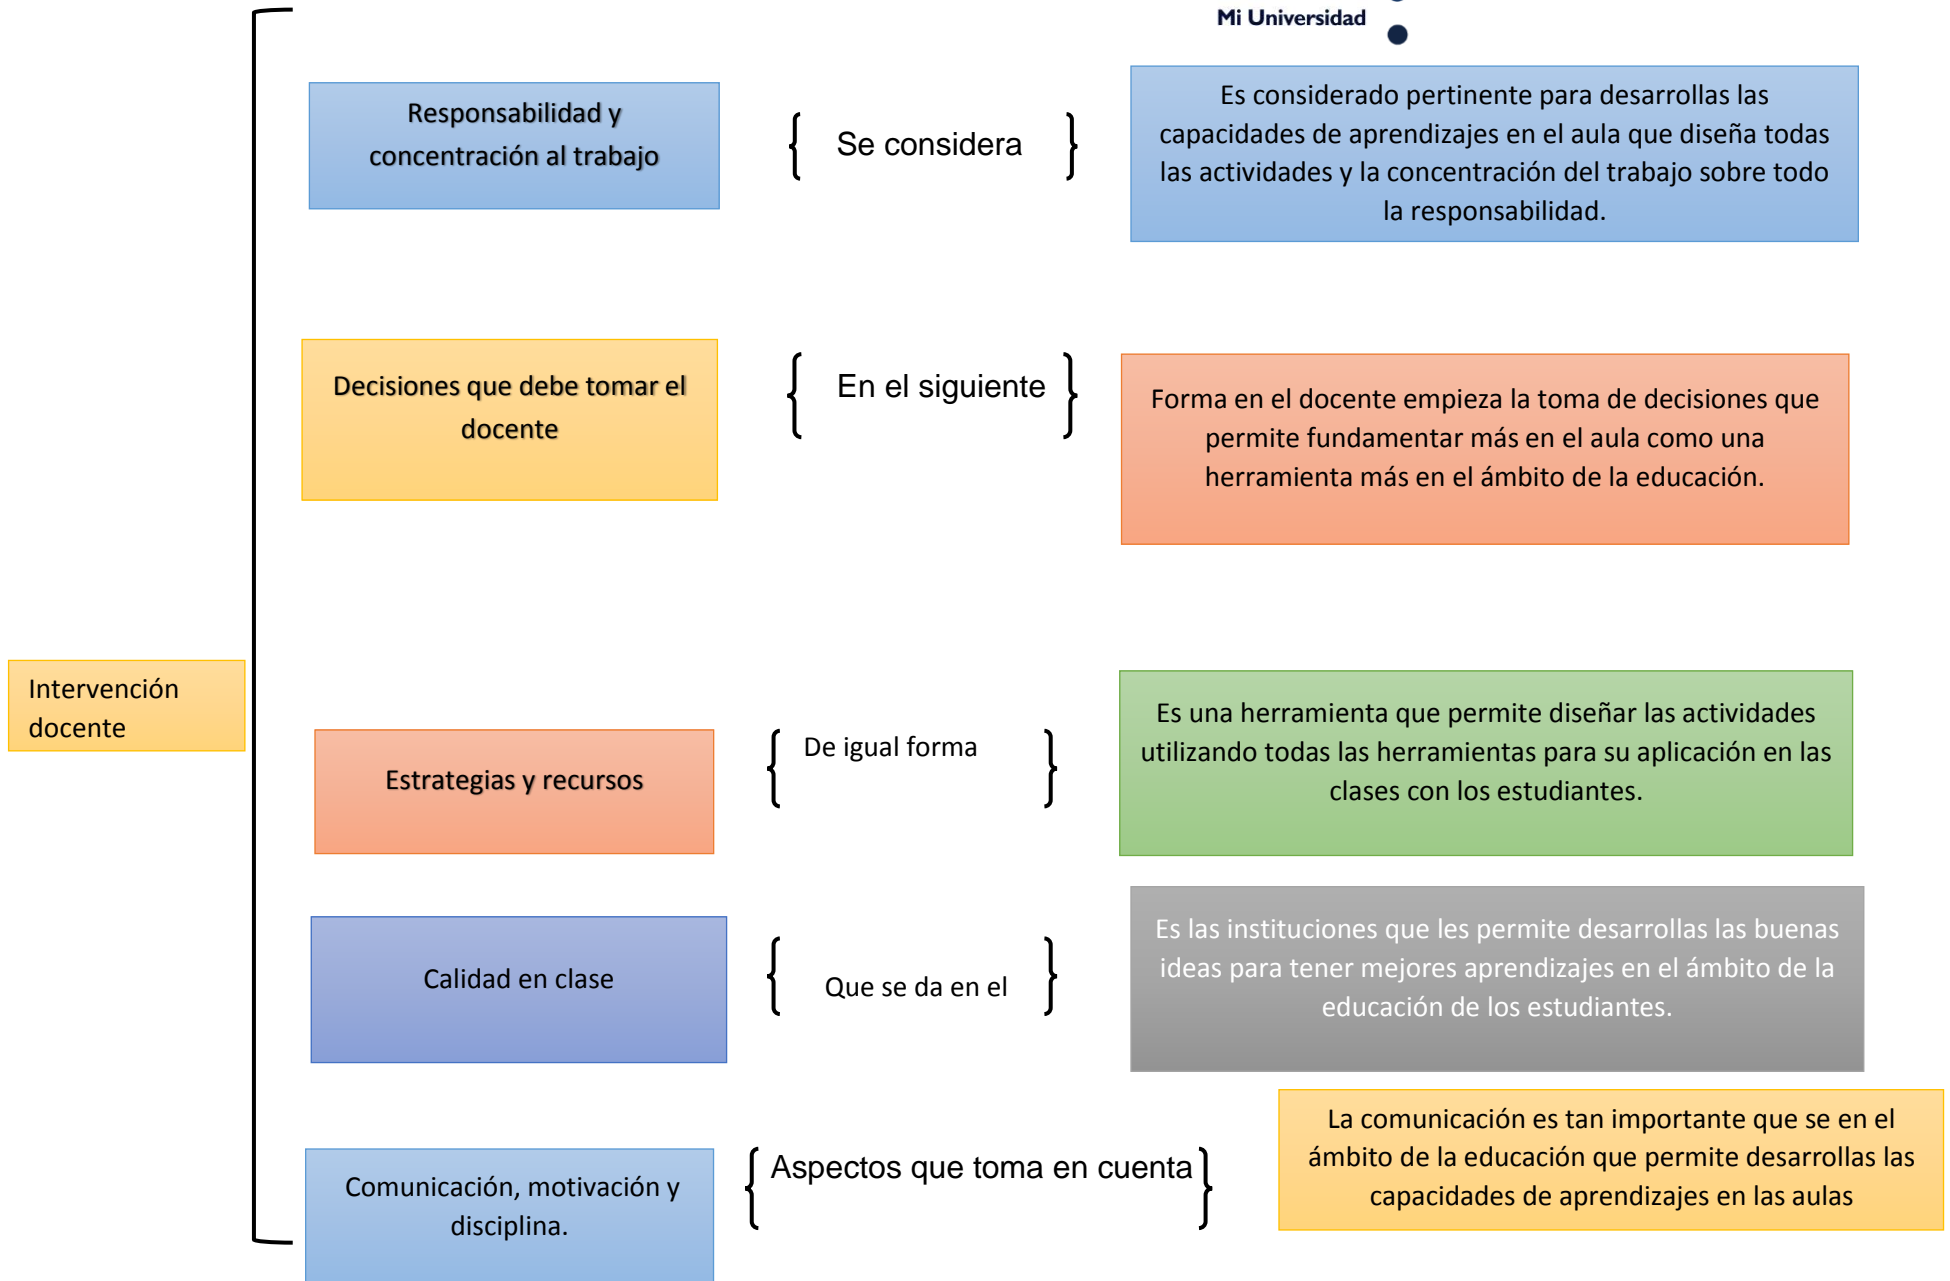 Mi Universidad
Responsabilidad y
concentración al trabajo
Se considera
Es considerado pertinente para desarrollas las
capacidades de aprendizajes en el aula que diseña todas
las actividades y la concentración del trabajo sobre todo
la responsabilidad.
Decisiones que debe tomar el
docente
En el siguiente
Forma en el docente empieza la toma de decisiones que
permite fundamentar más en el aula como una
herramienta más en el ámbito de la educación.
Intervención
docente
Estrategias y recursos
De igual forma
Es una herramienta que permite diseñar las actividades
utilizando todas las herramientas para su aplicación en las
clases con los estudiantes.
Calidad en clase
Que se da en el
Es las instituciones que les permite desarrollas las buenas
ideas para tener mejores aprendizajes en el ámbito de la
educación de los estudiantes.
Comunicación, motivación y
disciplina.
Aspectos que toma en cuenta
La comunicación es tan importante que se en el
ámbito de la educación que permite desarrollas las
capacidades de aprendizajes en las aulas